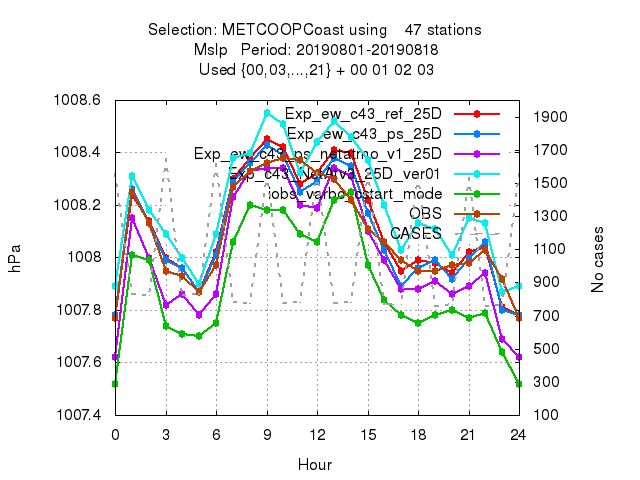 Selection: METCOOPCoast using 47 stations
Mslp Period: 20190801-20190818
Used {00,03,...,21} + 00 01 02 03
Exp_ew_c43_ref_25D
Exp_ew_c43_ps_25D
OBS
CASES
1008.6
1008.4
1008.2
1008
1007.8
1007.6
1007.4
hPa
1900
1700
1500
1300
1100
900
700
500
300
100
No cases
0 3 6 9 12 15 18 21 24
Hour